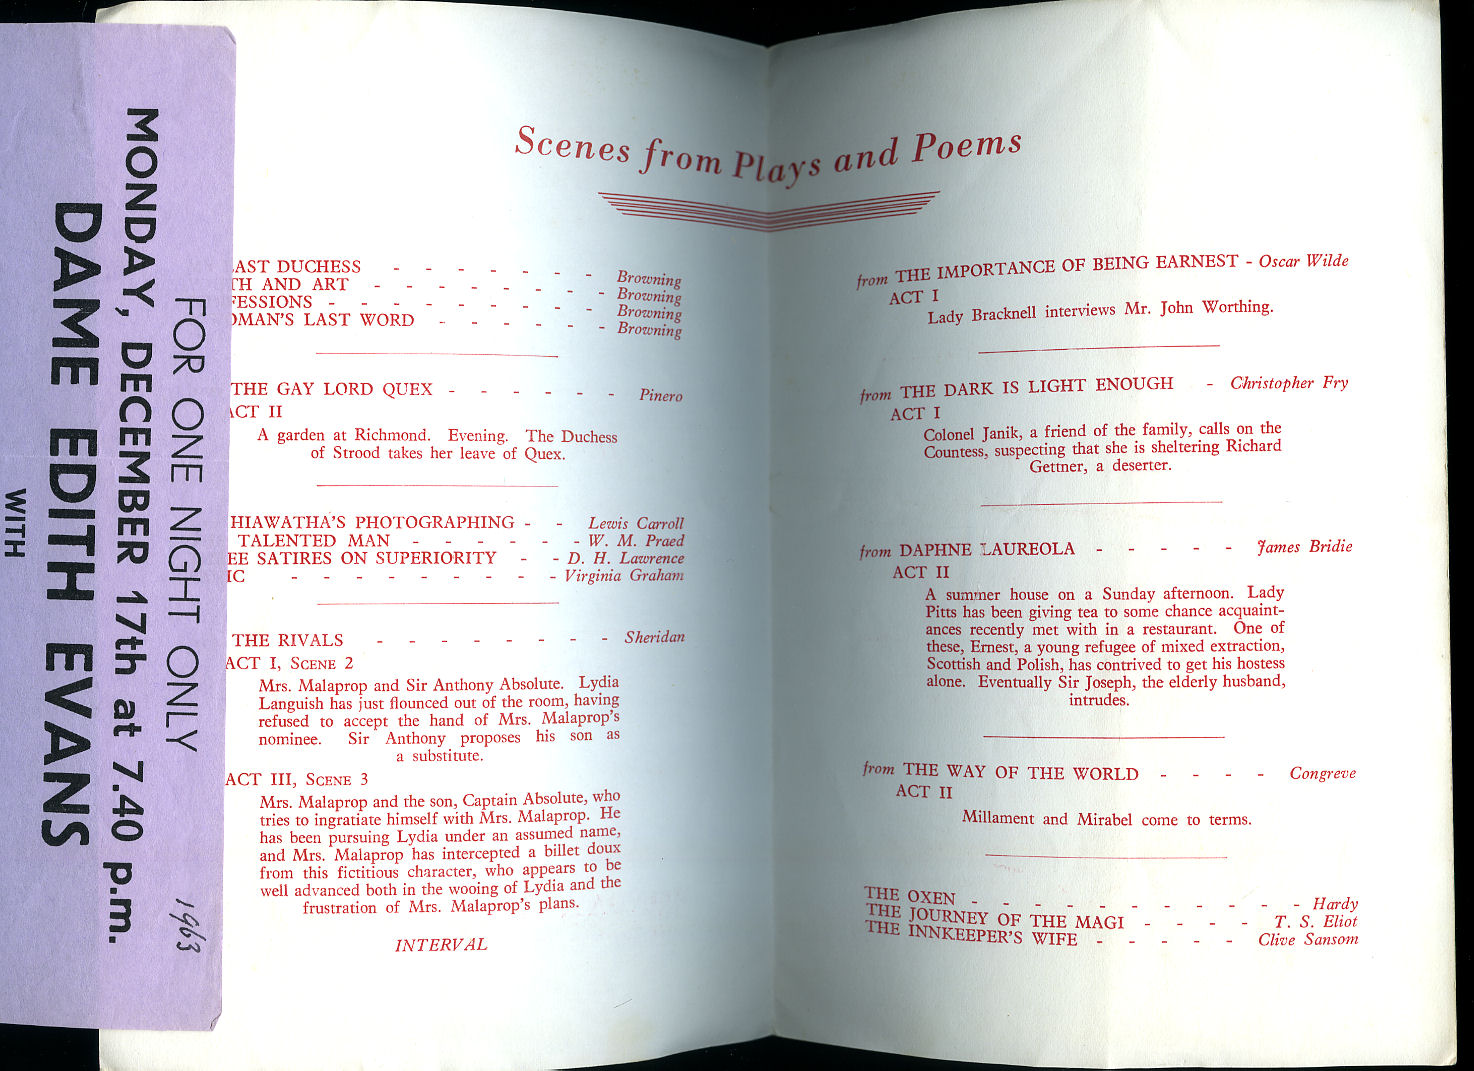 FOR ONE NIGHT ONLY
1963
MONDAY, DECEMBER 17th at 7.40 p.m.
DAME EDITH EVANS
WITH
Scenes from Plays and Poems
LAST DUCHESS - - - - - - - Browning
TH AND ART - - - - - - - - Browning
FESSIONS - - - - - - - - - Browning
OMAN'S LAST WORD - - - - - - Browning
THE GAY LORD QUEX - - - - - - Pinero
ACT II
A garden at Richmond. Evening. The Duchess
of Strood takes her leave of Quex.
HIAWATHA'S PHOTOGRAPHING - - Lewis Carroll
TALENTED MAN - - - - - - W. M. Praed
EE SATIRES ON SUPERIORITY - - D. H. Lawrence
IC - - - - - - - - - Virginia Graham
THE RIVALS - - - - - - - - Sheridan
ACT I, SCENE 2
Mrs. Malaprop and Sir Anthony Absolute. Lydia
Languish has just flounced out of the room, having
refused to accept the hand of Mrs. Malaprop's
nominee. Sir Anthony proposes his son as
a substitute.
ACT III, SCENE 3
Mrs. Malaprop and the son, Captain Absolute, who
tries to ingratiate himself with Mrs. Malaprop. He
has been pursuing Lydia under an assumed name,
and Mrs. Malaprop has intercepted a billet doux
from this fictitious character, who appears to be
well advanced both in the wooing of Lydia and the
frustration of Mrs. Malaprop's plans.
INTERVAL
from THE IMPORTANCE OF BEING EARNEST - Oscar Wilde
ACT I
Lady Bracknell interviews Mr. John Worthing.
from THE DARK IS LIGHT ENOUGH - Christopher Fry
ACT I
Colonel Janik, a friend of the family, calls on the
Countess, suspecting that she is sheltering Richard
Gettner, a deserter.
from DAPHNE LAUREOLA - - - - - James Bridie
ACT II
A summer house on a Sunday afternoon. Lady
Pitts has been giving tea to some chance acquaint-
ances recently met with in a restaurant. One of
these, Ernest, a young refugee of mixed extraction,
Scottish and Polish, has contrived to get his hostess
alone. Eventually Sir Joseph, the elderly husband,
intrudes.
from THE WAY OF THE WORLD - - - - Congreve
ACT II
Millament and Mirabel come to terms.
THE OXEN - - - - - - - - - - - Hardy
THE JOURNEY OF THE MAGI - - - - T. S. Eliot
THE INNKEEPER'S WIFE - - - - - Clive Sansom